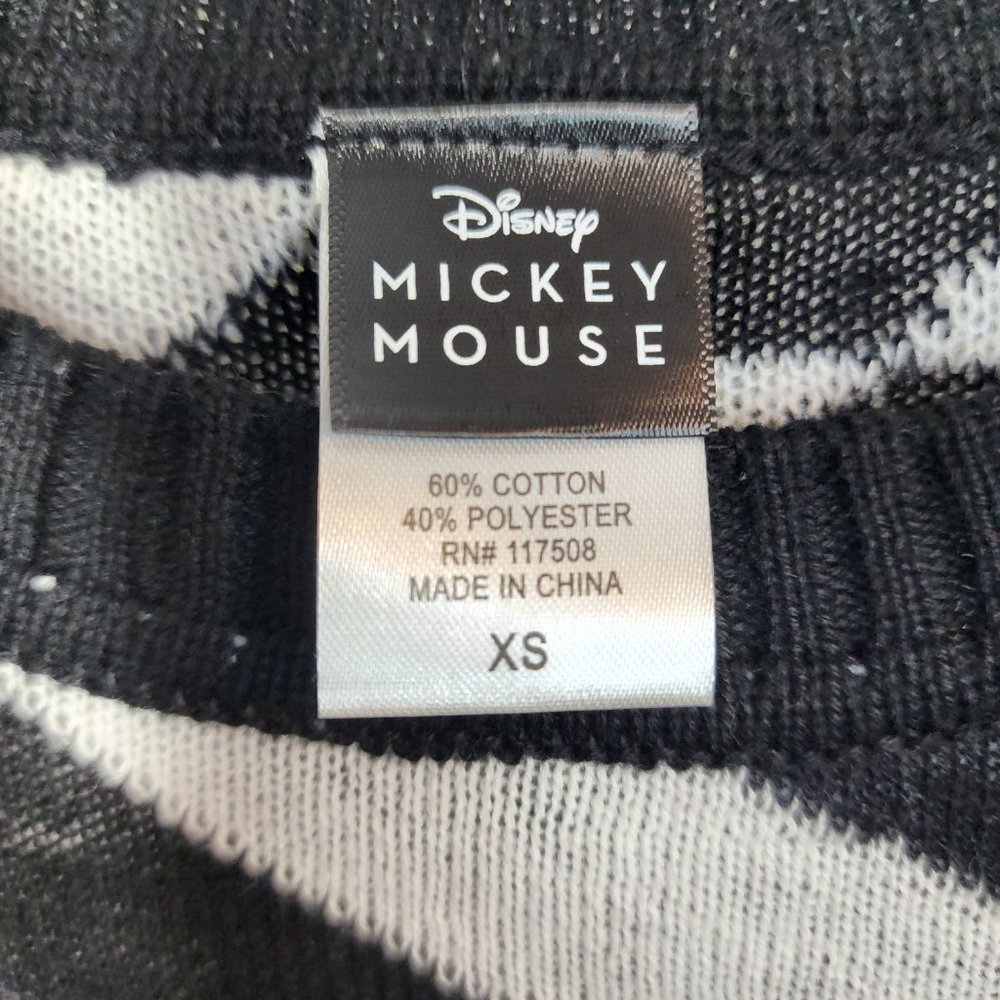 Disney
MICKEY
MOUSE
60% COTTON
40% POLYESTER
RN# 117508
MADE IN CHINA
XS